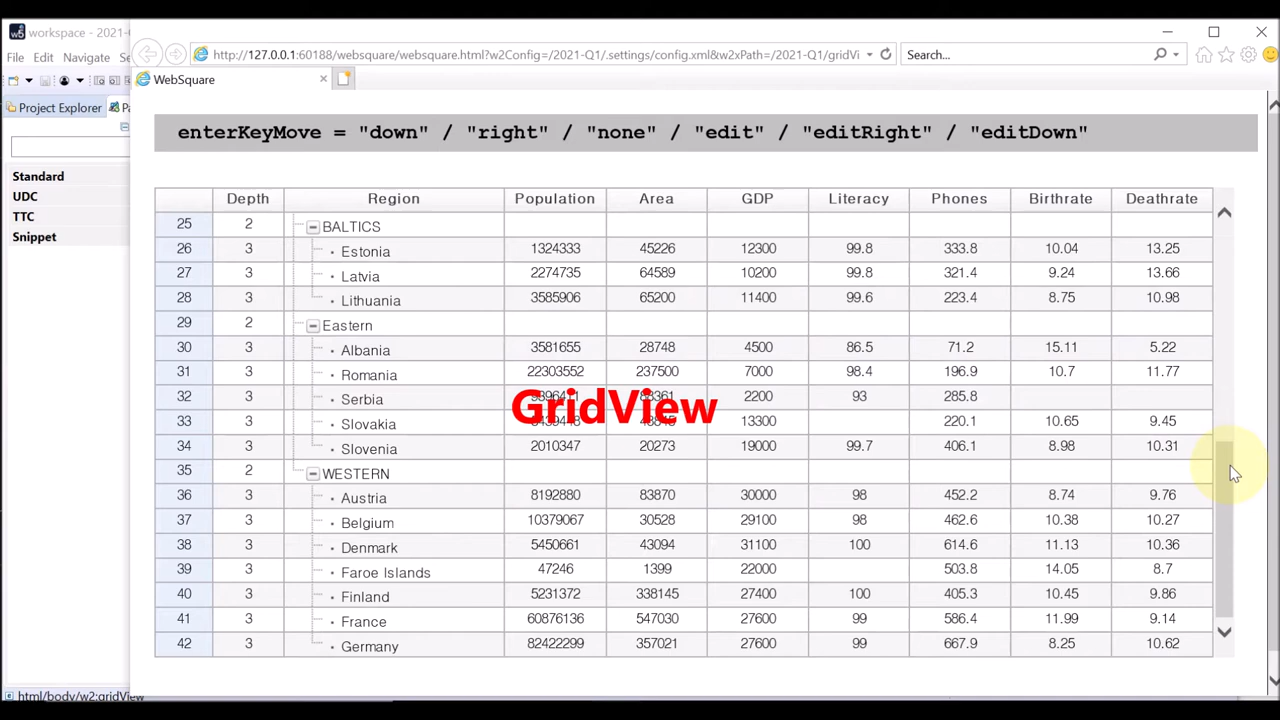 workspace - 2021-
File Edit Navigate Se
http://127.0.0.1:60188/websquare/websquare.html?w2Config=/2021-Q1/.settings/config.xml&w2xPath=/2021-Q1/gridVi
Search...
WebSquare
Project Explorer Pa
Standard
UDC
TTC
Snippet
enterKeyMove = "down" / "right" / "none" / "edit" / "editRight" / "editDown"
Depth Region Population Area GDP Literacy Phones Birthrate Deathrate
25 2 BALTICS
26 3 Estonia 1324333 45226 12300 99.8 333.8 10.04 13.25
27 3 Latvia 2274735 64589 10200 99.8 321.4 9.24 13.66
28 3 Lithuania 3585906 65200 11400 99.6 223.4 8.75 10.98
29 2 Eastern
30 3 Albania 3581655 28748 4500 86.5 71.2 15.11 5.22
31 3 Romania 22303552 237500 7000 98.4 196.9 10.7 11.77
32 3 Serbia 2200 93 285.8
GridView
33 3 Slovakia 13300 220.1 10.65 9.45
34 3 Slovenia 2010347 20273 19000 99.7 406.1 8.98 10.31
35 2 WESTERN
36 3 Austria 8192880 83870 30000 98 452.2 8.74 9.76
37 3 Belgium 10379067 30528 29100 98 462.6 10.38 10.27
38 3 Denmark 5450661 43094 31100 100 614.6 11.13 10.36
39 3 Faroe Islands 47246 1399 22000 503.8 14.05 8.7
40 3 Finland 5231372 338145 27400 100 405.3 10.45 9.86
41 3 France 60876136 547030 27600 99 586.4 11.99 9.14
42 3 Germany 82422299 357021 27600 99 667.9 8.25 10.62
html/body/w2:gridView